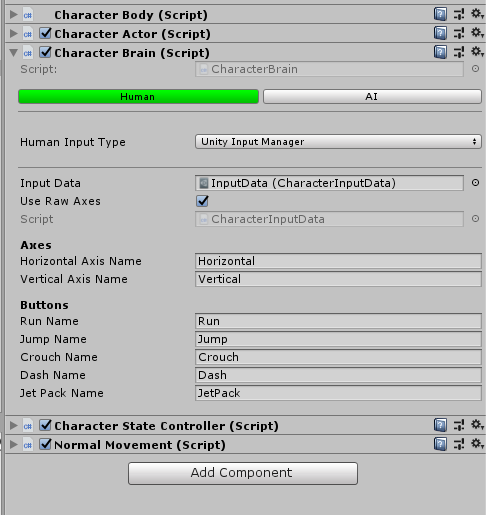 Character Body (Script)
Character Actor (Script)
Character Brain (Script)
Script: CharacterBrain
Human AI
Human Input Type Unity Input Manager
Input Data InputData (CharacterInputData)
Use Raw Axes
Script CharacterInputData
Axes
Horizontal Axis Name Horizontal
Vertical Axis Name Vertical
Buttons
Run Name Run
Jump Name Jump
Crouch Name Crouch
Dash Name Dash
Jet Pack Name JetPack
Character State Controller (Script)
Normal Movement (Script)
Add Component